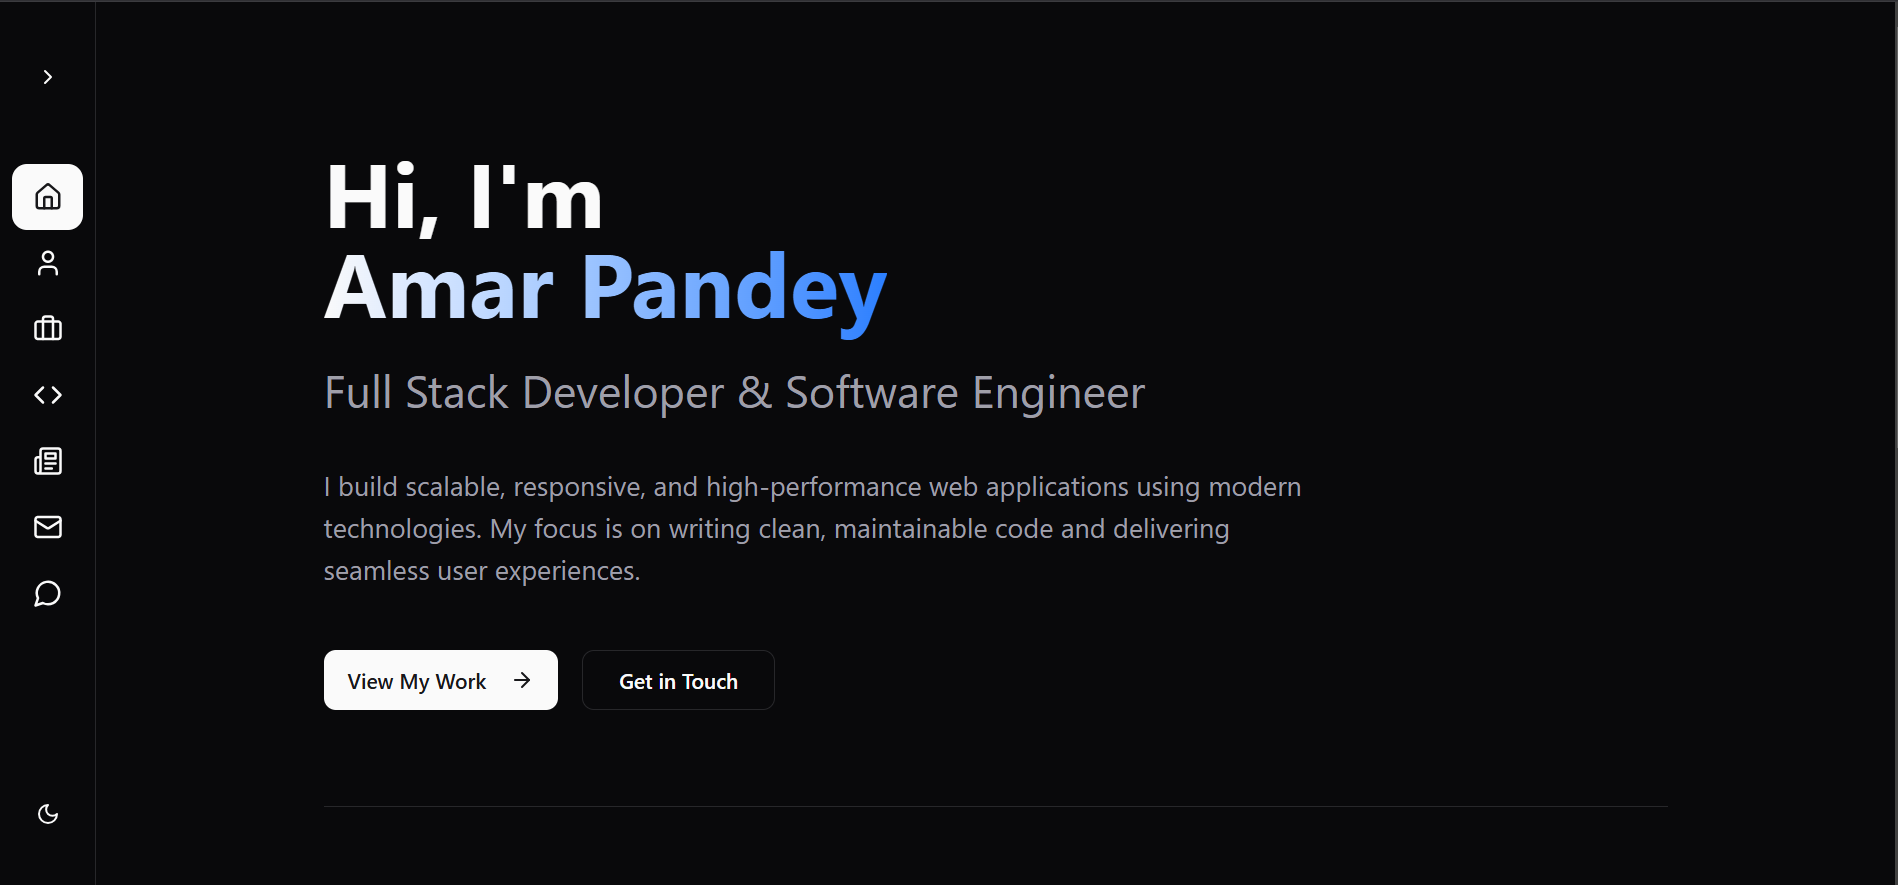 Hi, I'm
Amar Pandey
Full Stack Developer & Software Engineer
I build scalable, responsive, and high-performance web applications using modern
technologies. My focus is on writing clean, maintainable code and delivering
seamless user experiences.
View My Work
Get in Touch